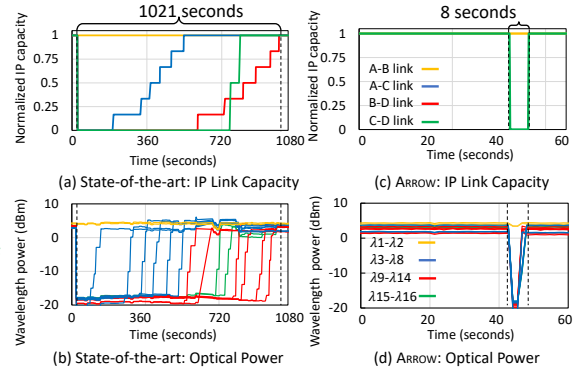 1021 seconds
Normalized IP capacity
1
0.75
0.5
0.25
0
0 360 720 1080
Time (seconds)
(a) State-of-the-art: IP Link Capacity
8 seconds
Normalized IP capacity
1
0.75
0.5
0.25
0
A-B link
A-C link
B-D link
C-D link
0 20 40 60
Time (seconds)
(c) ARROW: IP Link Capacity
Wavelength power (dBm)
10
0
-10
-20
0 360 720 1080
Time (seconds)
(b) State-of-the-art: Optical Power
Wavelength power (dBm)
10
0
-10
-20
λ1-λ2
λ3-λ8
λ9-λ14
λ15-λ16
0 20 40 60
Time (seconds)
(d) ARROW: Optical Power